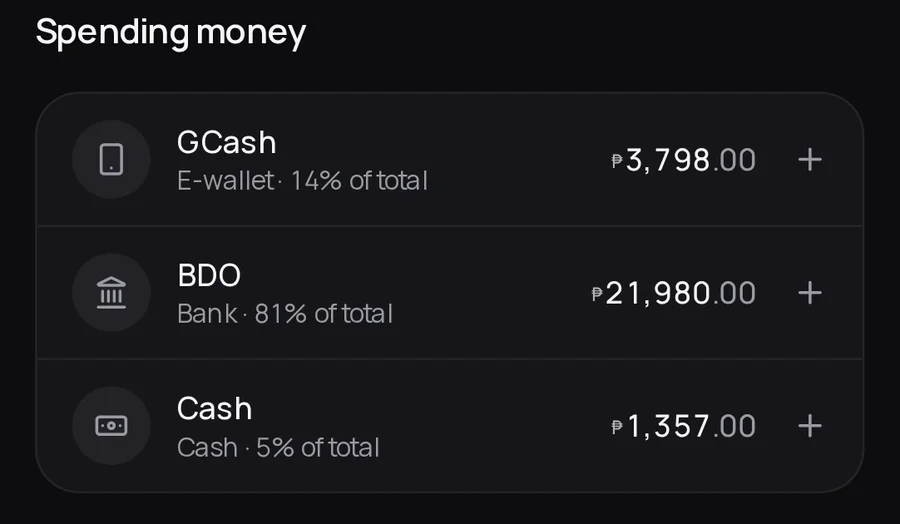 Spending money
GCash
E-wallet · 14% of total
₱3,798.00
+
BDO
Bank · 81% of total
₱21,980.00
+
Cash
Cash · 5% of total
₱1,357.00
+